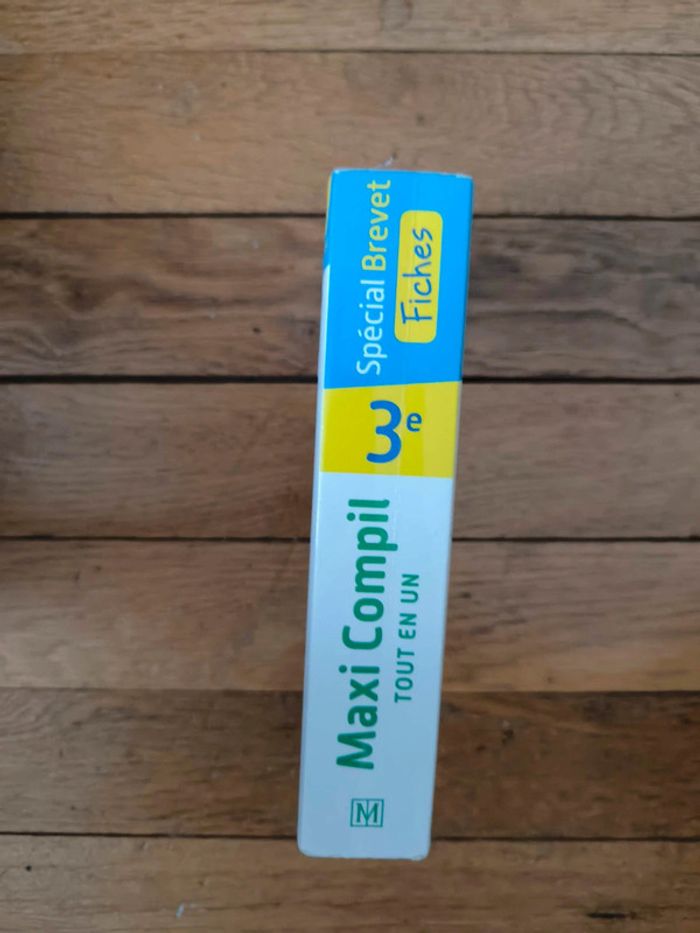 M
Maxi Compil
TOUT EN UN
3e
Spécial Brevet
Fiches